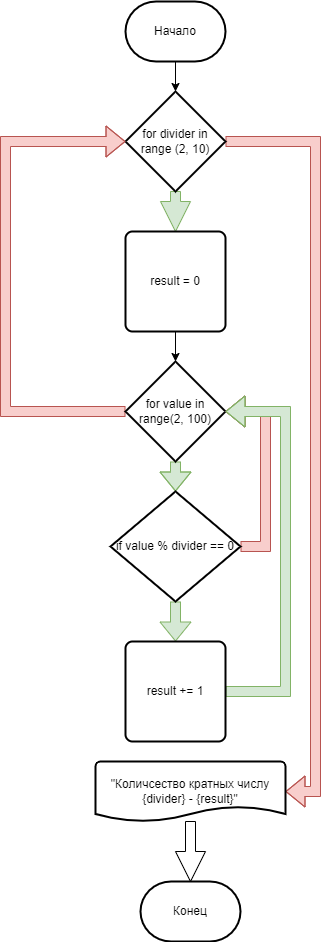 Начало
for divider in
range (2, 10)
result = 0
for value in
range(2, 100)
if value % divider == 0
result += 1
"Количсество кратных числу
{divider} - {result}"
Конец